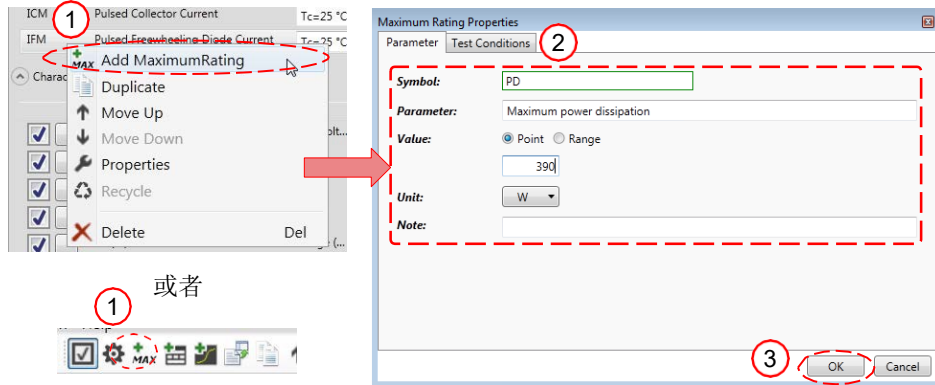 ICM Pulsed Collector Current Tc=25 °C
1
IFM Pulsed Freewheeling Diode Current Tc=25 °C
MAX Add MaximumRating
Charac
Duplicate
Move Up
Move Down
Properties
Recycle
Delete Del
或者
1
MAX
Maximum Rating Properties
Parameter Test Conditions 2
Symbol: PD
Parameter: Maximum power dissipation
Value: Point Range
390
Unit: W
Note:
3 OK Cancel